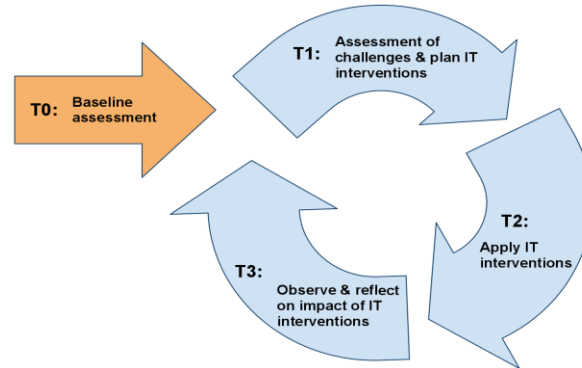 T0: Baseline
assessment
T1: Assessment of
challenges & plan IT
interventions
T2:
Apply IT
interventions
T3:
Observe & reflect
on impact of IT
interventions